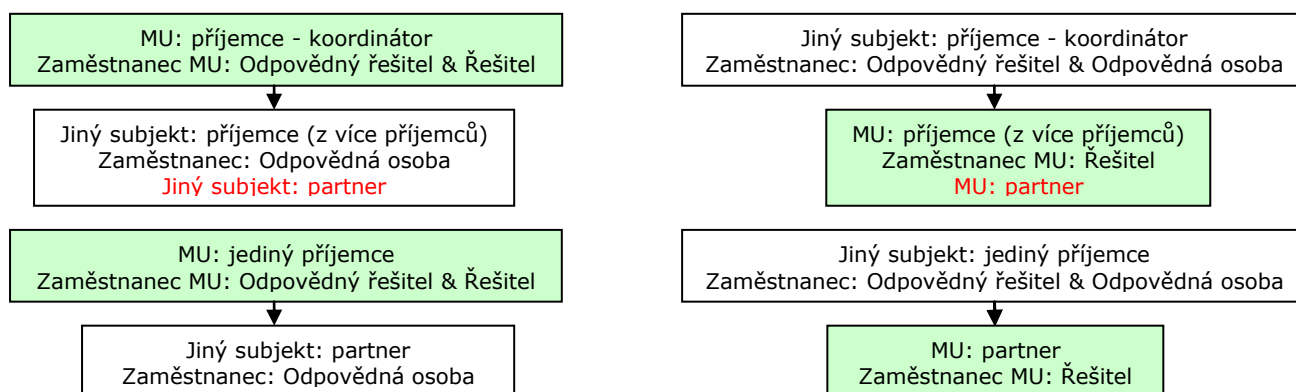 MU: příjemce - koordinátor
Zaměstnanec MU: Odpovědný řešitel & Řešitel
Jiný subjekt: příjemce (z více příjemců)
Zaměstnanec: Odpovědná osoba
Jiný subjekt: partner
Jiný subjekt: příjemce - koordinátor
Zaměstnanec: Odpovědný řešitel & Odpovědná osoba
MU: příjemce (z více příjemců)
Zaměstnanec MU: Řešitel
MU: partner
MU: jediný příjemce
Zaměstnanec MU: Odpovědný řešitel & Řešitel
Jiný subjekt: partner
Zaměstnanec: Odpovědná osoba
Jiný subjekt: jediný příjemce
Zaměstnanec: Odpovědný řešitel & Odpovědná osoba
MU: partner
Zaměstnanec MU: Řešitel